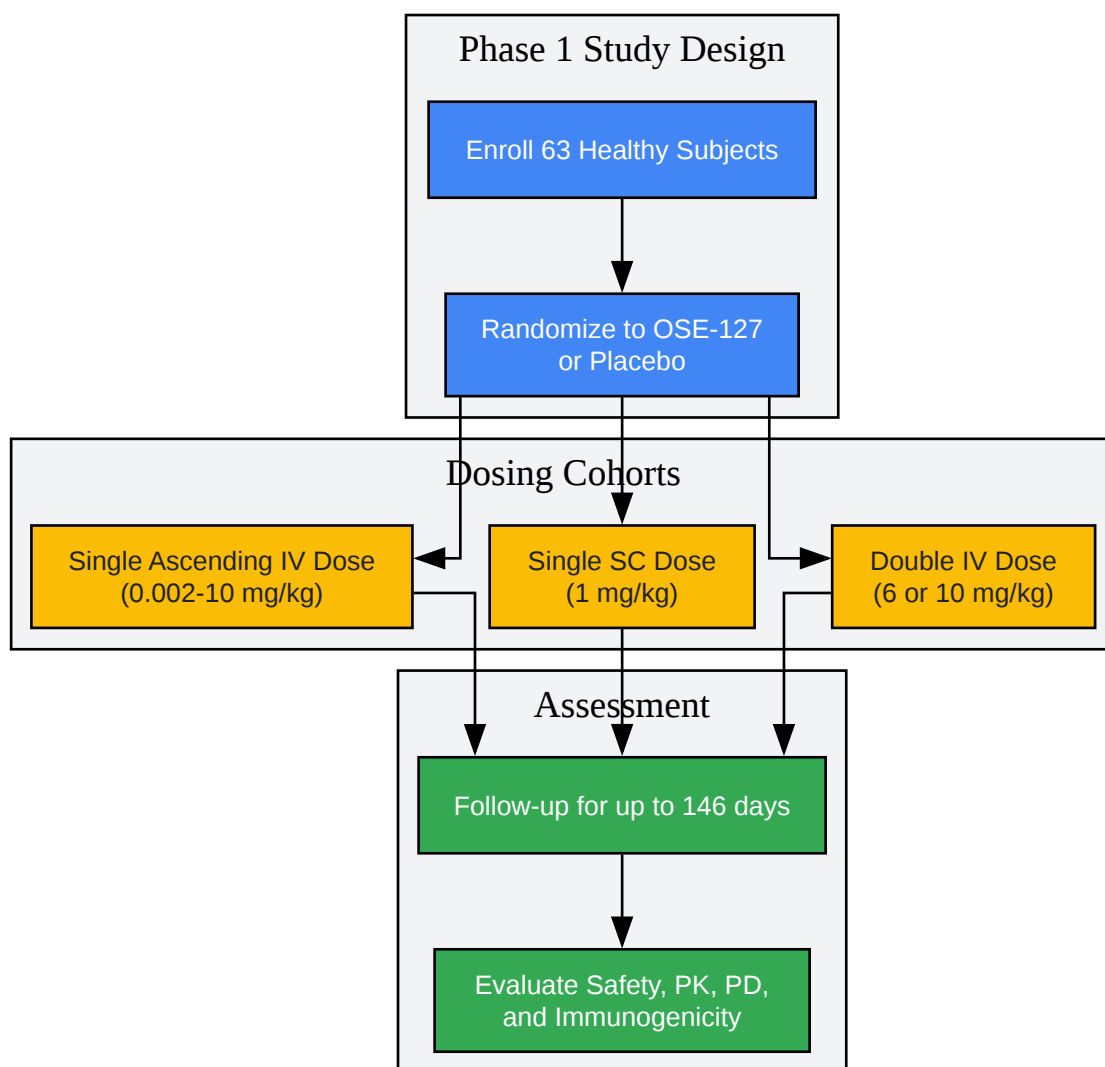 Phase 1 Study Design
Enroll 63 Healthy Subjects
Randomize to OSE-127
or Placebo
Dosing Cohorts
Single Ascending IV Dose
(0.002-10 mg/kg)
Single SC Dose
(1 mg/kg)
Double IV Dose
(6 or 10 mg/kg)
Assessment
Follow-up for up to 146 days
Evaluate Safety, PK, PD,
and Immunogenicity